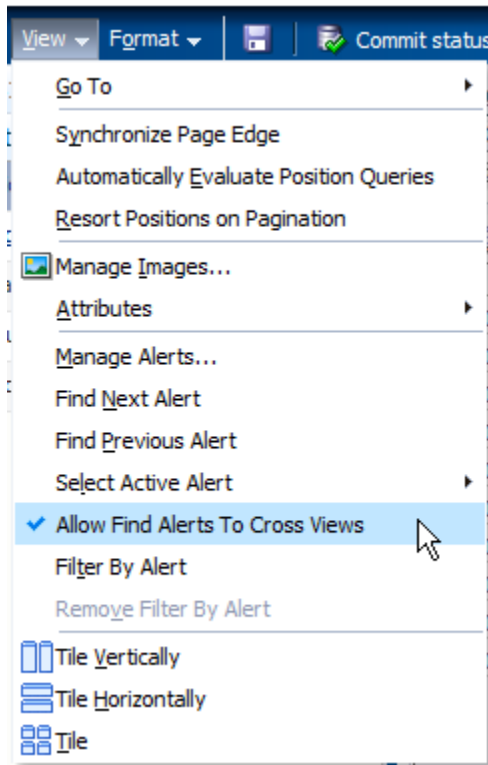 View Format Commit status
Go To
Synchronize Page Edge
Automatically Evaluate Position Queries
Resort Positions on Pagination
Manage Images...
Attributes
Manage Alerts...
Find Next Alert
Find Previous Alert
Select Active Alert
Allow Find Alerts To Cross Views
Filter By Alert
Remove Filter By Alert
Tile Vertically
Tile Horizontally
Tile